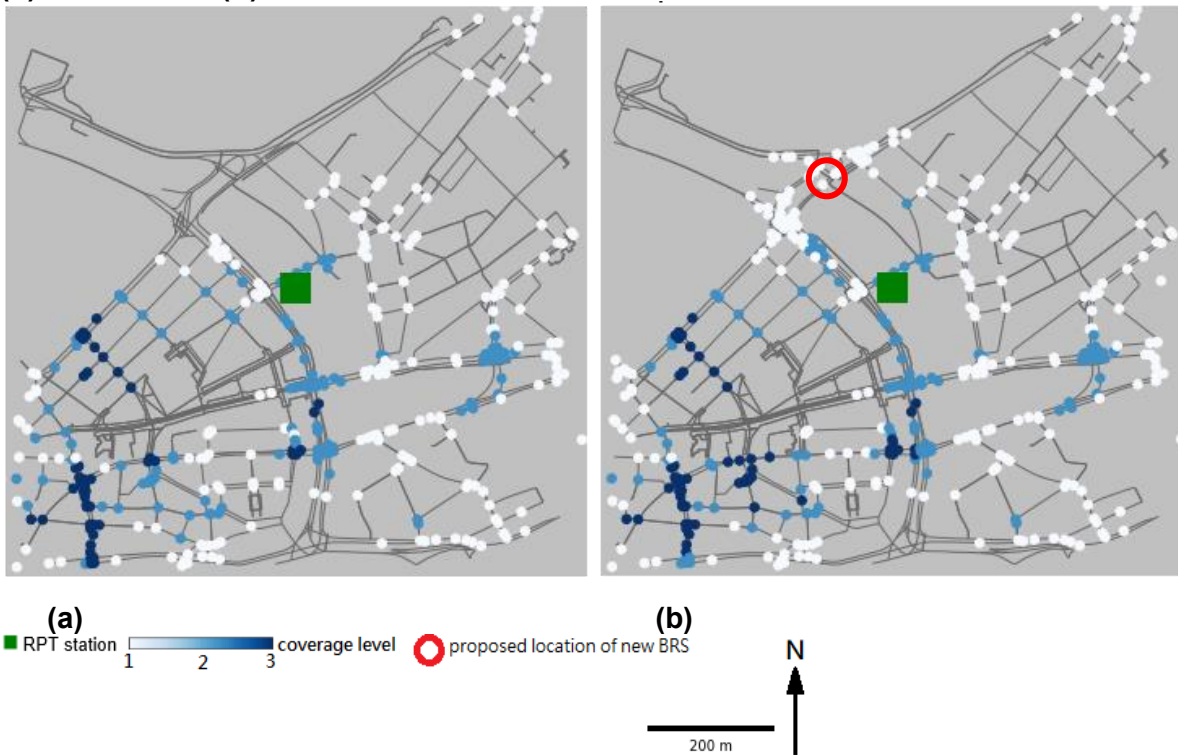 (a)
(b)
RPT station
coverage level
1
2
3
proposed location of new BRS
N
200 m